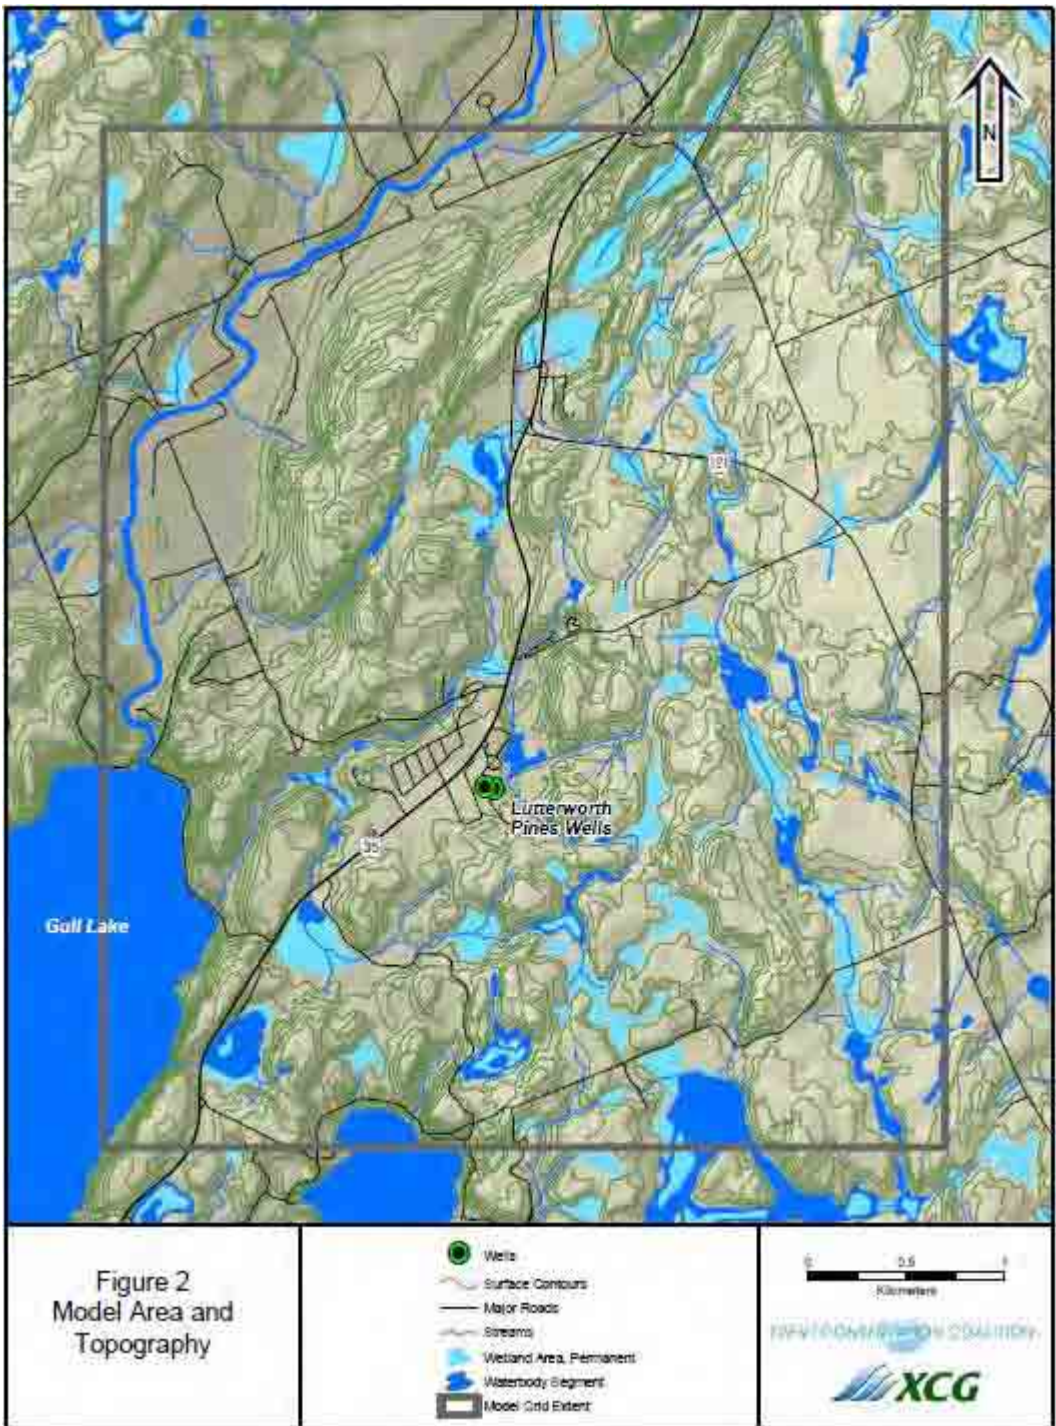 N
121
Lutterworth
Pines Wells
35
Gull Lake
Figure 2
Model Area and
Topography
Wells
Surface Contours
Major Roads
Streams
Wetland Area, Permanent
Waterbody Segment
Model Grid Extent
0 0.5 1
Kilometers
COALITION
XCG